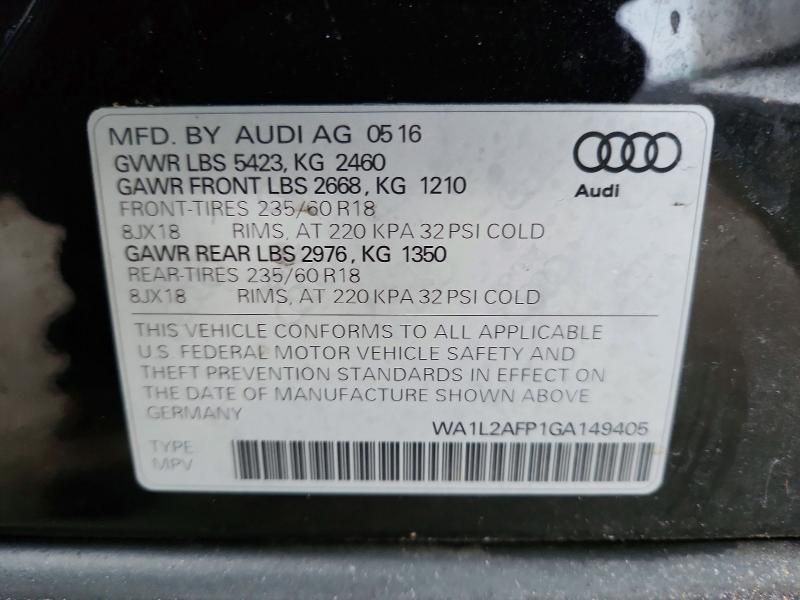 MFD. BY AUDI AG 05 16
GVWR LBS 5423, KG 2460
GAWR FRONT LBS 2668, KG 1210
FRONT-TIRES 235/60 R18
8JX18 RIMS, AT 220 KPA 32 PSI COLD
GAWR REAR LBS 2976, KG 1350
REAR-TIRES 235/60 R18
8JX18 RIMS, AT 220 KPA 32 PSI COLD
Audi
THIS VEHICLE CONFORMS TO ALL APPLICABLE
U.S. FEDERAL MOTOR VEHICLE SAFETY AND
THEFT PREVENTION STANDARDS IN EFFECT ON
THE DATE OF MANUFACTURE SHOWN ABOVE
GERMANY
WA1L2AFP1GA149405
TYPE
MPV